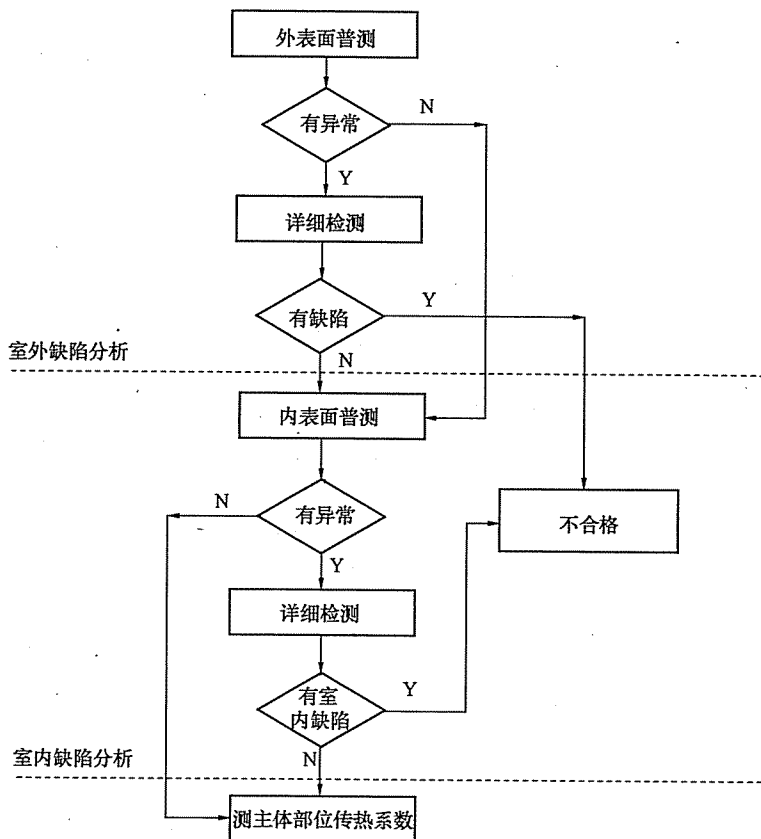 外表面普测
有异常
N
Y
详细检测
有缺陷
Y
室外缺陷分析
N
内表面普测
N
有异常
不合格
Y
详细检测
有室
内缺陷
Y
室内缺陷分析
N
测主体部位传热系数